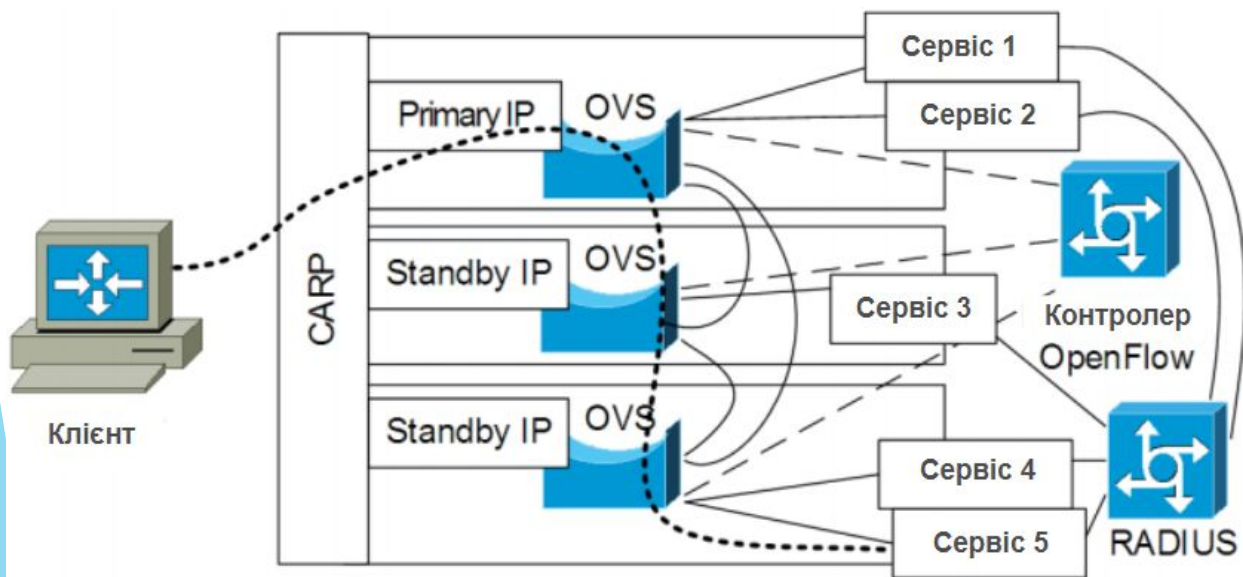 Сервіс 1
Primary IP
OVS
Сервіс 2
CARP
Standby IP
OVS
Сервіс 3
Контролер
OpenFlow
Клієнт
Standby IP
OVS
Сервіс 4
Сервіс 5
RADIUS